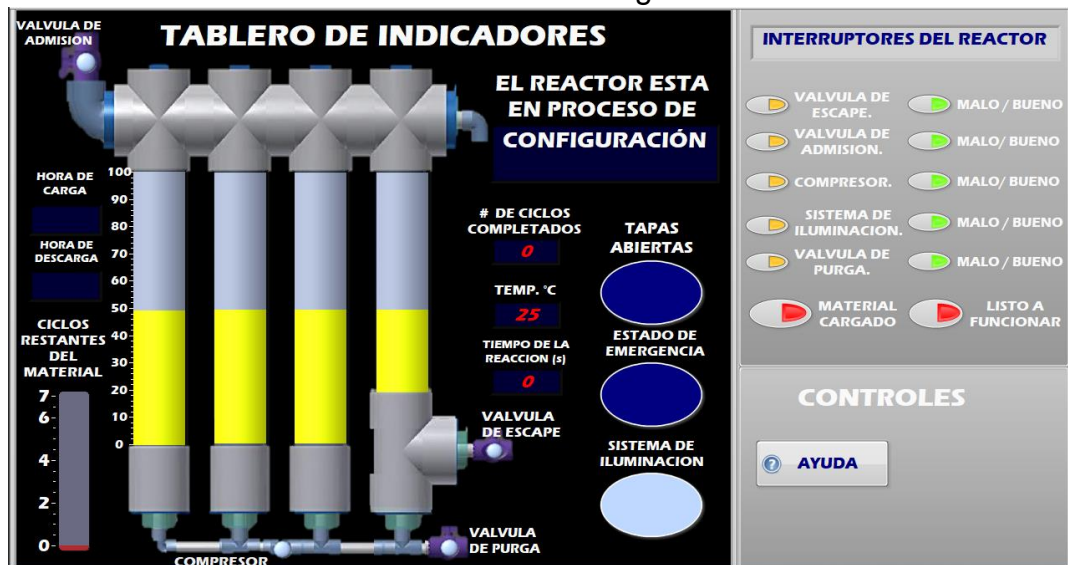 VALVULA DE
ADMISION
TABLERO DE INDICADORES
EL REACTOR ESTA
EN PROCESO DE
CONFIGURACIÓN
HORA DE
CARGA
HORA DE
DESCARGA
100
90
80
70
60
50
40
30
20
10
0
CICLOS
RESTANTES
DEL
MATERIAL
7
6
4
2
0
# DE CICLOS
COMPLETADOS
0
TEMP. °C
25
TIEMPO DE LA
REACCION (s)
0
TAPAS
ABIERTAS
ESTADO DE
EMERGENCIA
SISTEMA DE
ILUMINACION
VALVULA
DE ESCAPE
VALVULA
DE PURGA
COMPRESOR
INTERRUPTORES DEL REACTOR
VALVULA DE
ESCAPE.
MALO / BUENO
VALVULA DE
ADMISION.
MALO/ BUENO
COMPRESOR.
MALO/ BUENO
SISTEMA DE
ILUMINACION.
MALO/ BUENO
VALVULA DE
PURGA.
MALO / BUENO
MATERIAL
CARGADO
LISTO A
FUNCIONAR
CONTROLES
AYUDA